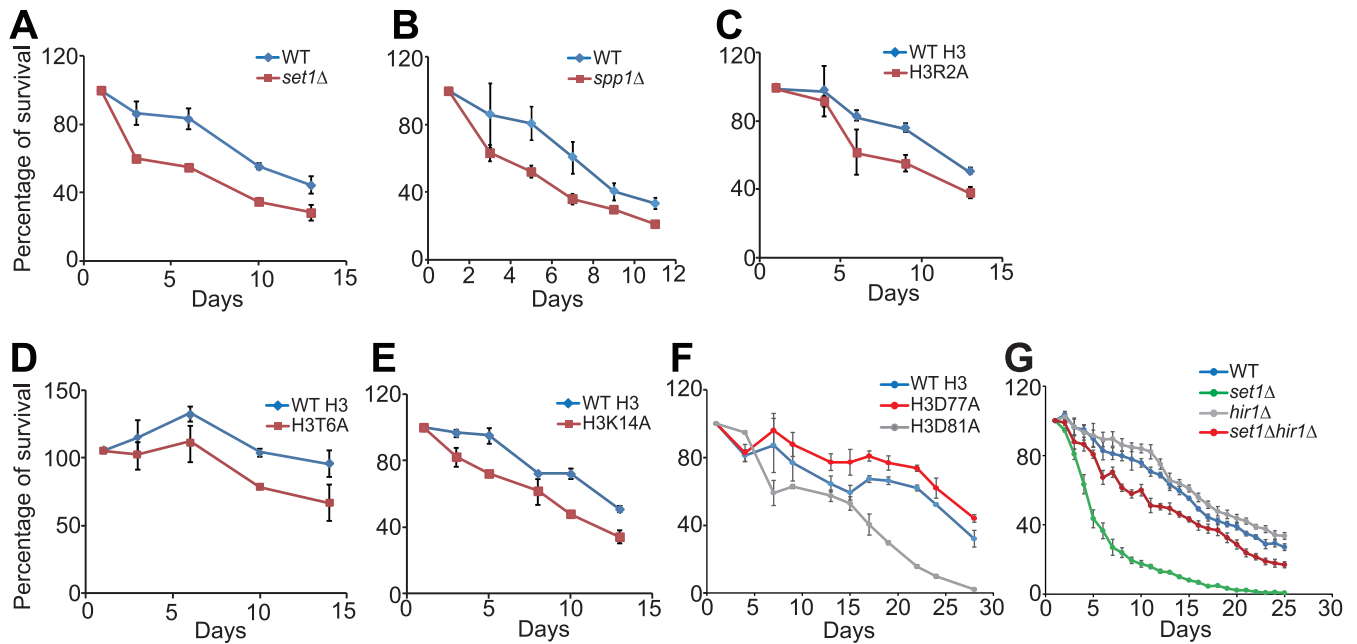 A
Percentage of survival
120
80
40
0
WT
set1Δ
0 5 10 15
Days
B
120
80
40
0
WT
spp1Δ
0 2 4 6 8 10 12
Days
C
120
80
40
0
WT H3
H3R2A
0 5 10 15
Days
D
Percentage of survival
150
100
50
0
WT H3
H3T6A
0 5 10 15
Days
E
120
80
40
0
WT H3
H3K14A
0 5 10 15
Days
F
120
80
40
0
WT H3
H3D77A
H3D81A
0 5 10 15 20 25 30
Days
G
120
100
80
60
40
20
0
WT
set1Δ
hir1Δ
set1Δhir1Δ
0 5 10 15 20 25 30
Days